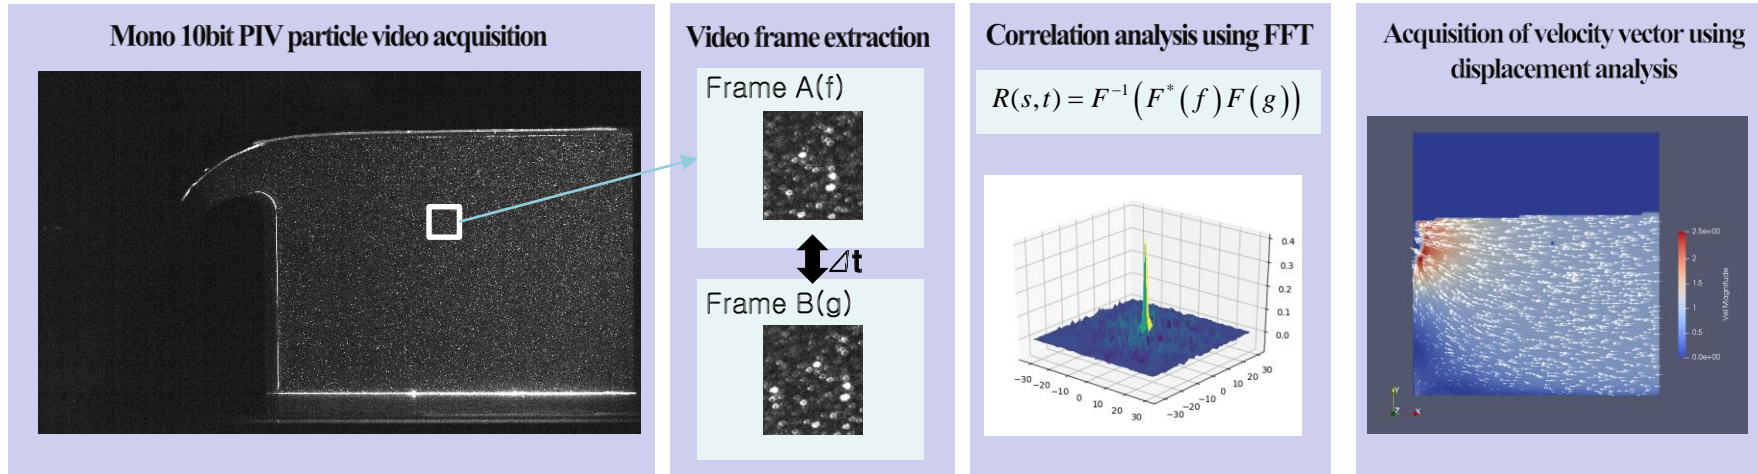 Mono 10bit PIV particle video acquisition
Video frame extraction
Frame A(f)
⊿t
Frame B(g)
Correlation analysis using FFT
R(s,t) = F⁻¹(F*(f)F(g))
0.4
0.3
0.2
0.1
0.0
−30
−20
−10
0
10
20
30
−30
−20
−10
0
10
20
30
Acquisition of velocity vector using
displacement analysis
2.5e+00
2
1.5
1
0.5
0.0e+00
Vel Magnitude
Y
Z
X